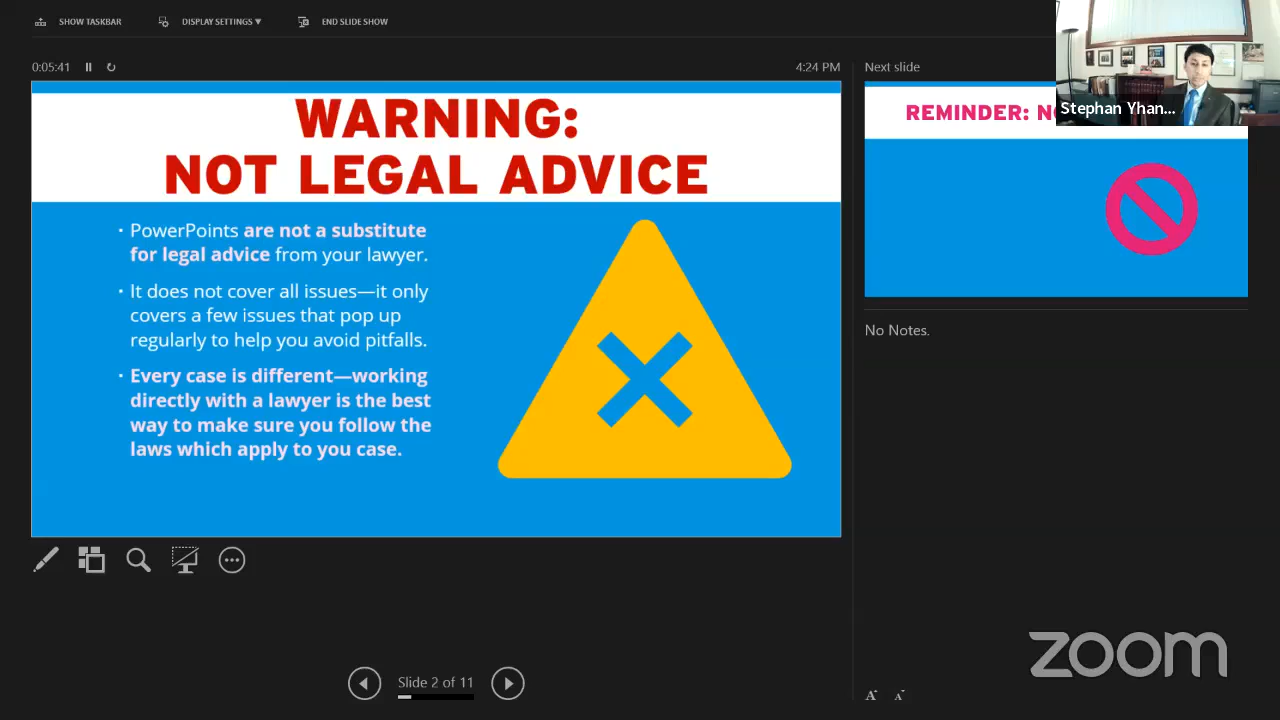 SHOW TASKBAR
DISPLAY SETTINGS ▼
END SLIDE SHOW
0:05:41
4:24 PM
WARNING:
NOT LEGAL ADVICE
· PowerPoints are not a substitute
for legal advice from your lawyer.
· It does not cover all issues—it only
covers a few issues that pop up
regularly to help you avoid pitfalls.
· Every case is different—working
directly with a lawyer is the best
way to make sure you follow the
laws which apply to you case.
Slide 2 of 11
Next slide
REMINDER:
Stephan Yhan...
No Notes.
A A
zoom